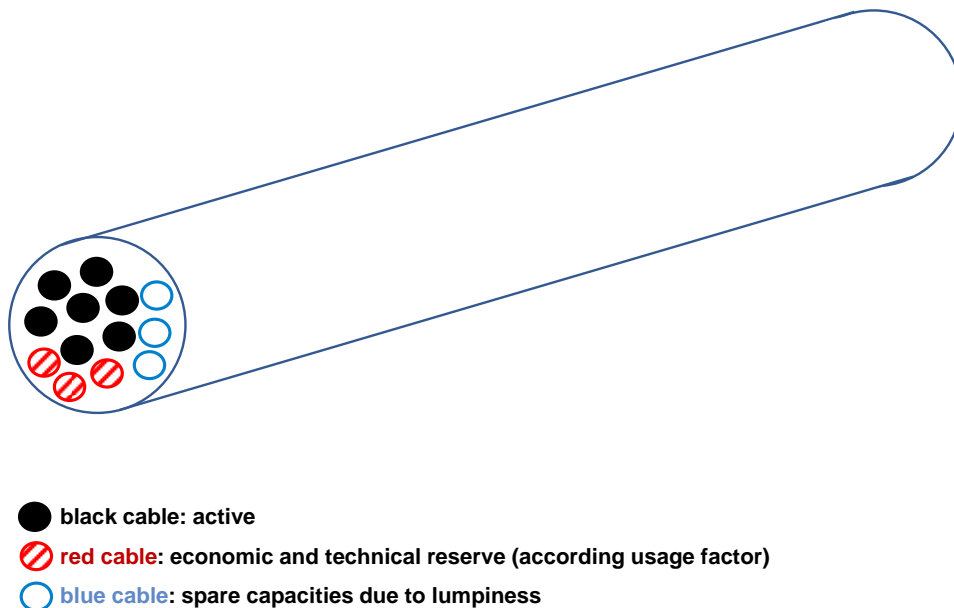 black cable: active
red cable: economic and technical reserve (according usage factor)
blue cable: spare capacities due to lumpiness